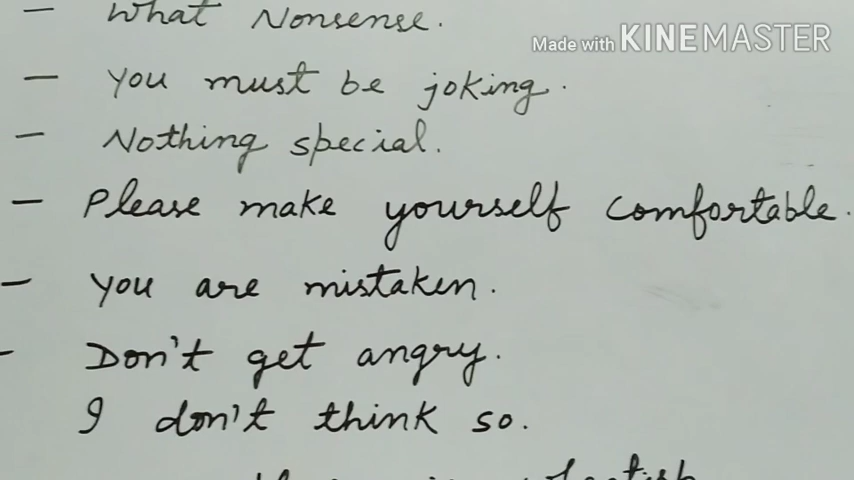 — What Nonsense.
Made with KINEMASTER
— You must be joking.
— Nothing special.
— Please make yourself comfortable.
— You are mistaken.
- Don't get angry.
I don't think so.